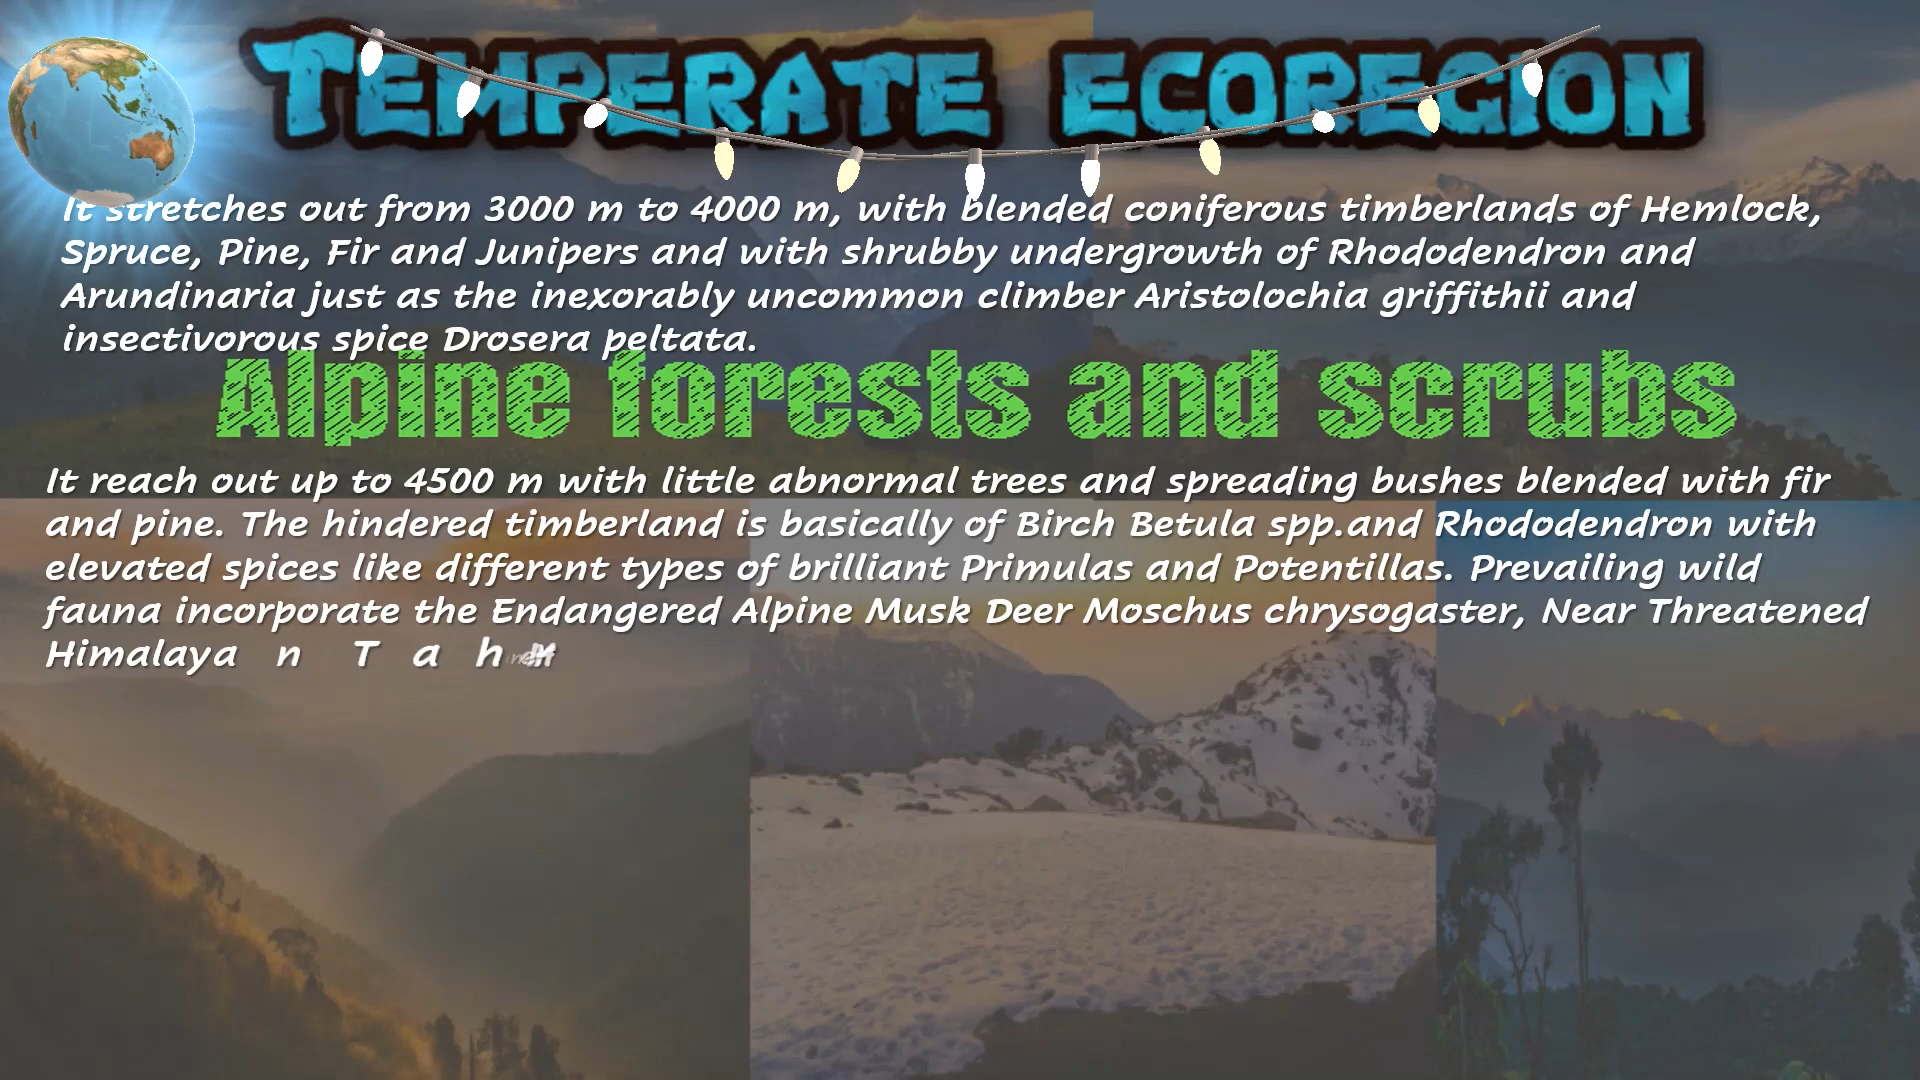 Temperate ecoregion
It stretches out from 3000 m to 4000 m, with blended coniferous timberlands of Hemlock,
Spruce, Pine, Fir and Junipers and with shrubby undergrowth of Rhododendron and
Arundinaria just as the inexorably uncommon climber Aristolochia griffithii and
insectivorous spice Drosera peltata.
Alpine forests and scrubs
It reach out up to 4500 m with little abnormal trees and spreading bushes blended with fir
and pine. The hindered timberland is basically of Birch Betula spp.and Rhododendron with
elevated spices like different types of brilliant Primulas and Potentillas. Prevailing wild
fauna incorporate the Endangered Alpine Musk Deer Moschus chrysogaster, Near Threatened
Himalayan Tah